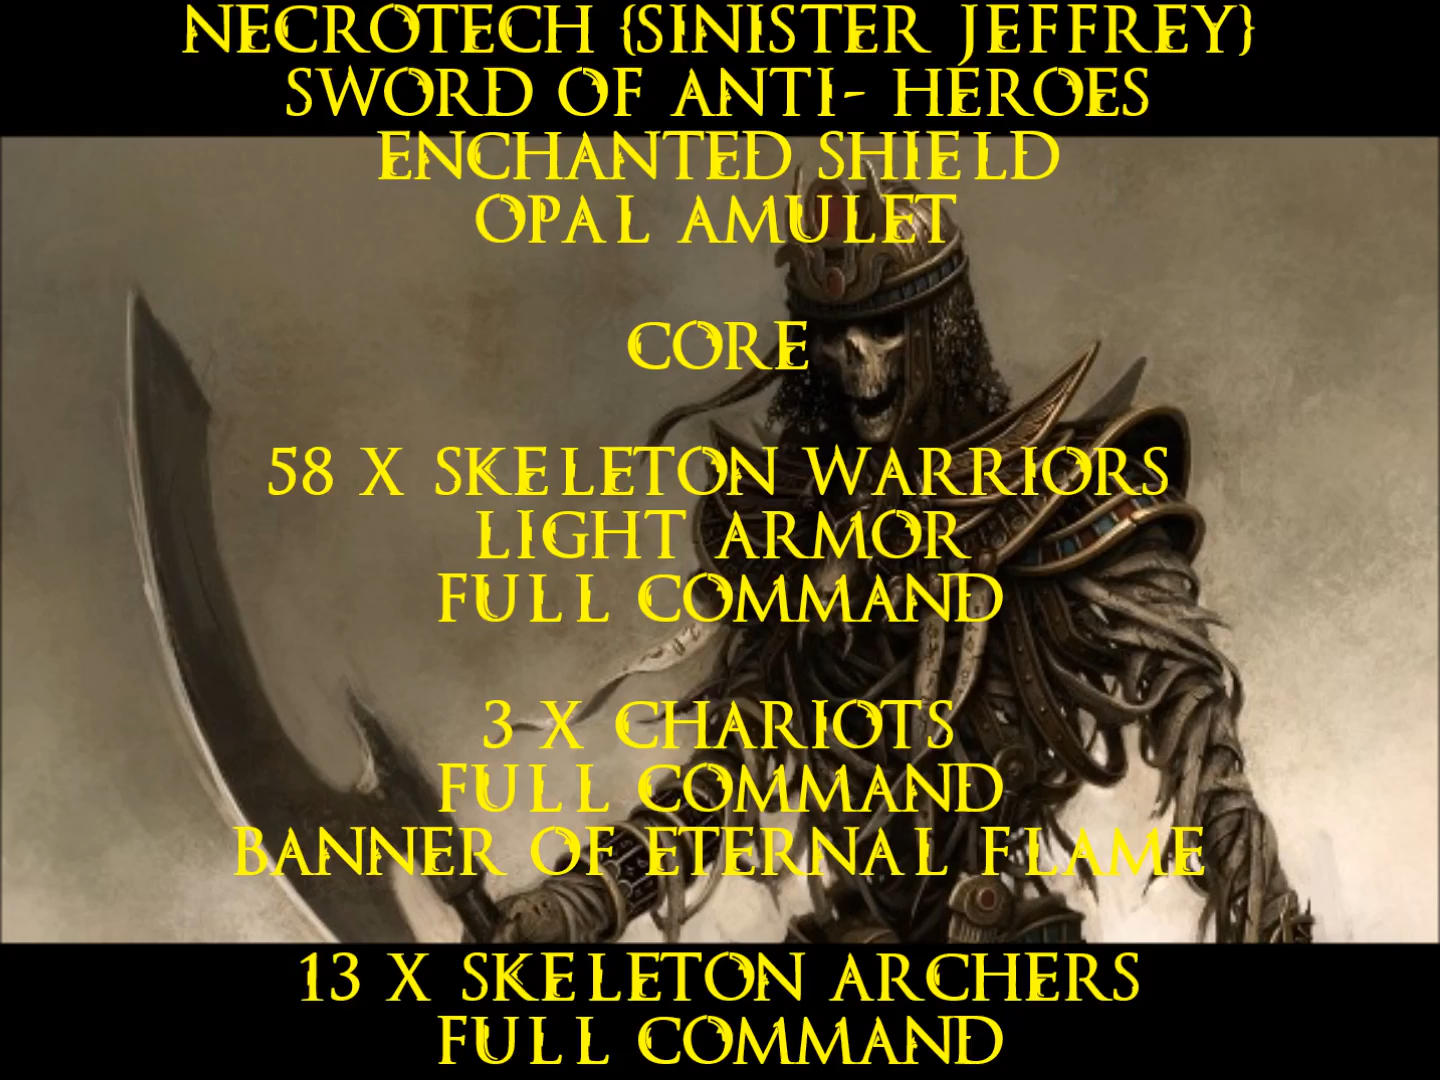 NECROTECH {SINISTER JEFFREY}
SWORD OF ANTI- HEROES
ENCHANTED SHIELD
OPAL AMULET
CORE
58 X SKELETON WARRIORS
LIGHT ARMOR
FULL COMMAND
3 X CHARIOTS
FULL COMMAND
BANNER OF ETERNAL FLAME
13 X SKELETON ARCHERS
FULL COMMAND